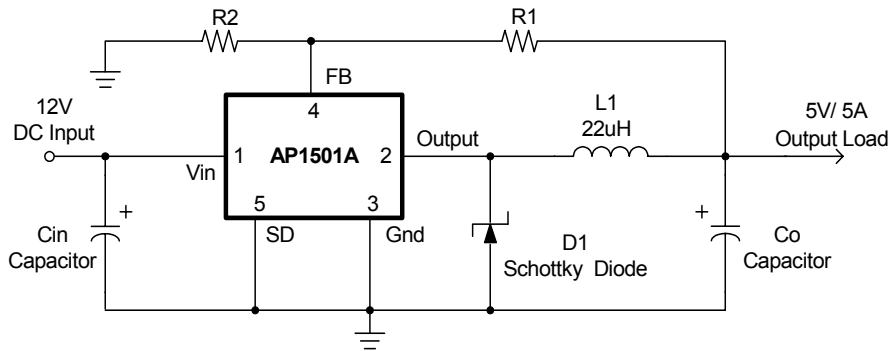 R2
R1
FB
4
12V
DC Input
Vin
1
AP1501A
2
Output
L1
22uH
5V/ 5A
Output Load
5
SD
3
Gnd
+
Cin
Capacitor
D1
Schottky Diode
+
Co
Capacitor